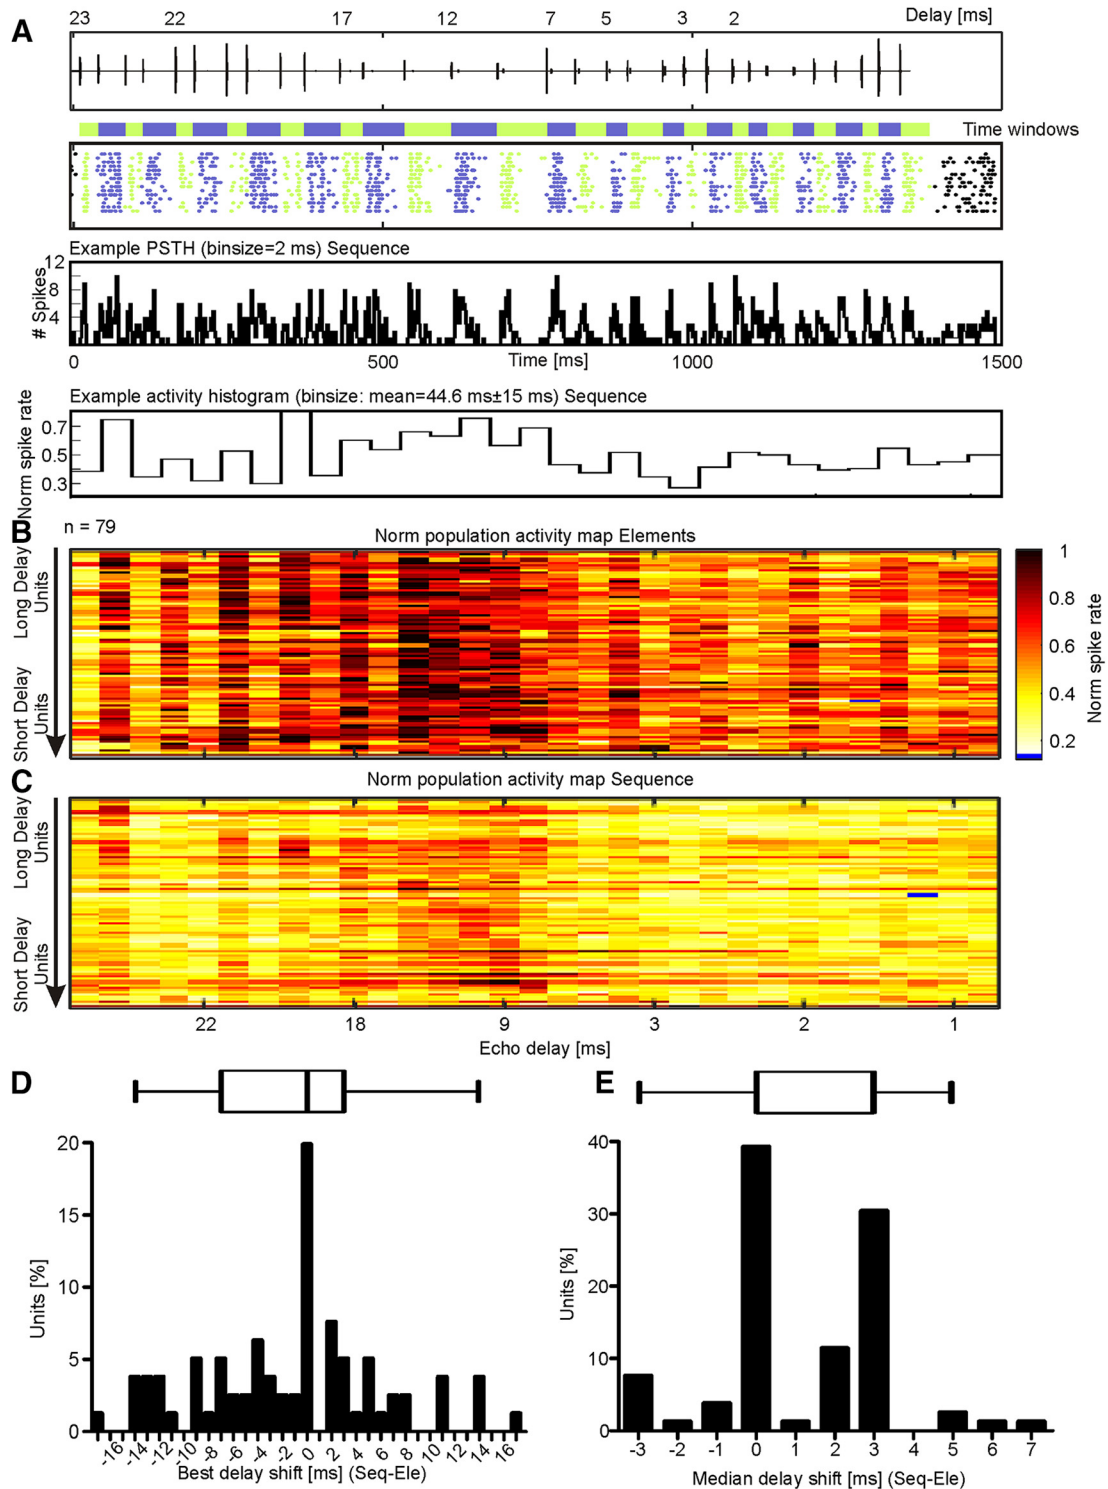 A
23 22 17 12 7 5 3 2 Delay [ms]
Time windows
Example PSTH (binsize=2 ms) Sequence
# Spikes
12
8
4
0 500 Time [ms] 1000 1500
Example activity histogram (binsize: mean=44.6 ms±15 ms) Sequence
Norm spike rate
0.7
0.5
0.3
B
n = 79
Norm population activity map Elements
Long Delay Units
Short Delay Units
1
0.8
0.6
0.4
0.2
Norm spike rate
C
Norm population activity map Sequence
Long Delay Units
Short Delay Units
22 18 9 3 2 1
Echo delay [ms]
D
Units [%]
20
15
10
5
0
-16 -14 -12 -10 -8 -6 -4 -2 0 2 4 6 8 10 12 14 16
Best delay shift [ms] (Seq-Ele)
E
Units [%]
40
30
20
10
0
-3 -2 -1 0 1 2 3 4 5 6 7
Median delay shift [ms] (Seq-Ele)